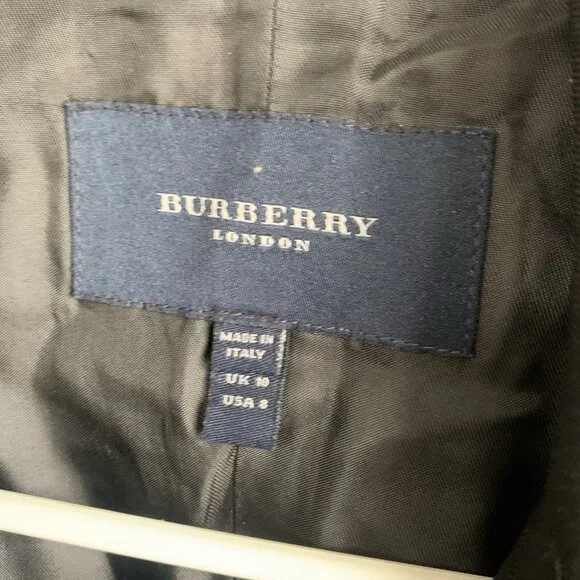 BURBERRY
LONDON
MADE IN
ITALY
UK 10
USA 8